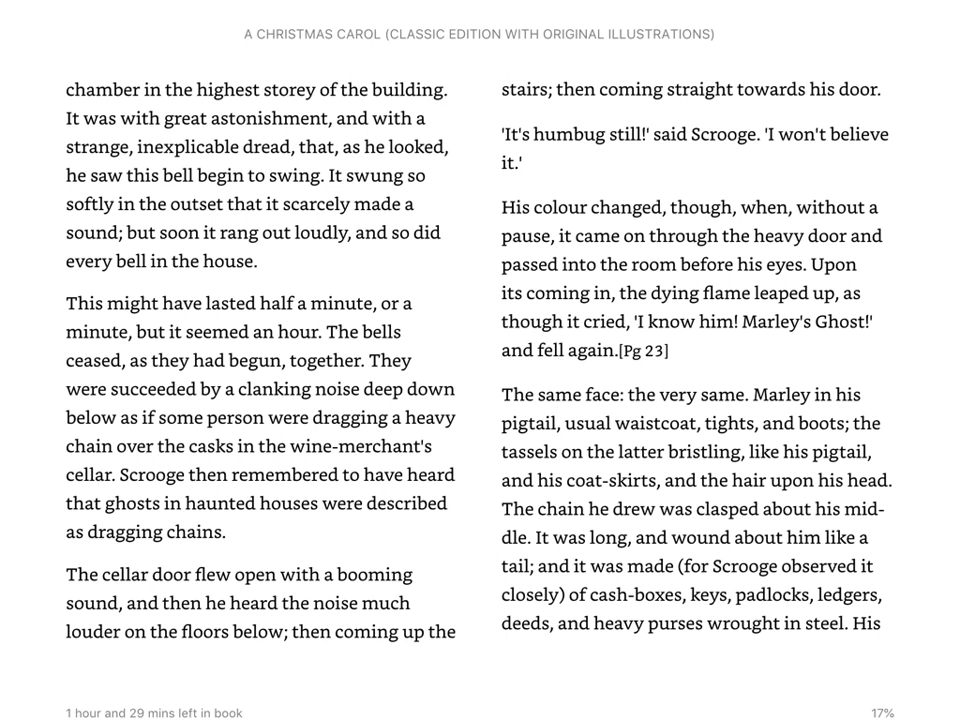 A CHRISTMAS CAROL (CLASSIC EDITION WITH ORIGINAL ILLUSTRATIONS)
chamber in the highest storey of the building.
It was with great astonishment, and with a
strange, inexplicable dread, that, as he looked,
he saw this bell begin to swing. It swung so
softly in the outset that it scarcely made a
sound; but soon it rang out loudly, and so did
every bell in the house.
This might have lasted half a minute, or a
minute, but it seemed an hour. The bells
ceased, as they had begun, together. They
were succeeded by a clanking noise deep down
below as if some person were dragging a heavy
chain over the casks in the wine-merchant's
cellar. Scrooge then remembered to have heard
that ghosts in haunted houses were described
as dragging chains.
The cellar door flew open with a booming
sound, and then he heard the noise much
louder on the floors below; then coming up the
stairs; then coming straight towards his door.
'It's humbug still!' said Scrooge. 'I won't believe
it.'
His colour changed, though, when, without a
pause, it came on through the heavy door and
passed into the room before his eyes. Upon
its coming in, the dying flame leaped up, as
though it cried, 'I know him! Marley's Ghost!'
and fell again.[Pg 23]
The same face: the very same. Marley in his
pigtail, usual waistcoat, tights, and boots; the
tassels on the latter bristling, like his pigtail,
and his coat-skirts, and the hair upon his head.
The chain he drew was clasped about his mid-
dle. It was long, and wound about him like a
tail; and it was made (for Scrooge observed it
closely) of cash-boxes, keys, padlocks, ledgers,
deeds, and heavy purses wrought in steel. His
1 hour and 29 mins left in book
17%